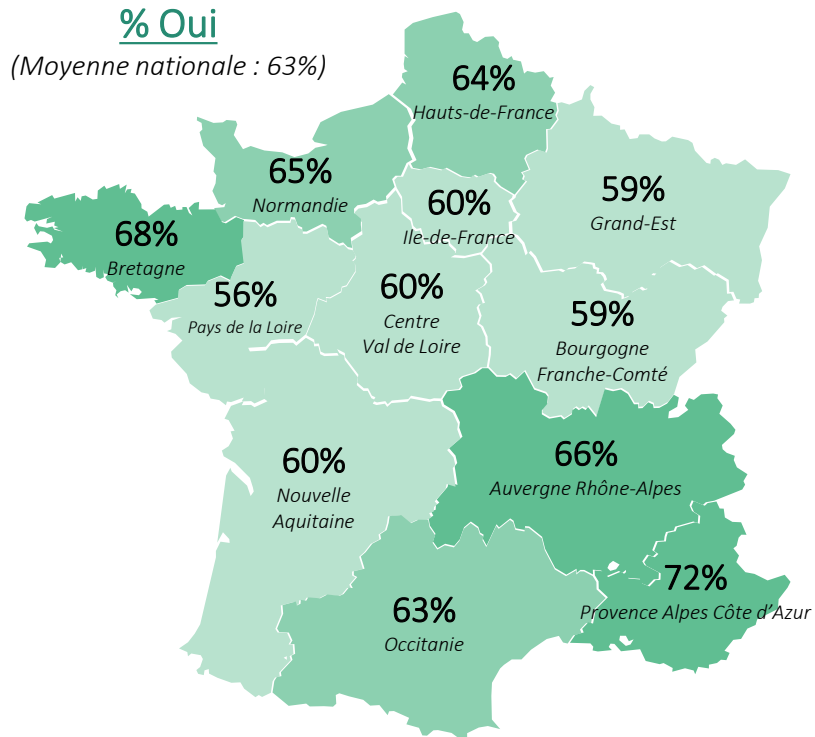 % Oui
(Moyenne nationale : 63%)
64%
Hauts-de-France
65%
Normandie
60%
Ile-de-France
59%
Grand-Est
68%
Bretagne
56%
Pays de la Loire
60%
Centre
Val de Loire
59%
Bourgogne
Franche-Comté
60%
Nouvelle
Aquitaine
66%
Auvergne Rhône-Alpes
72%
Provence Alpes Côte d'Azur
63%
Occitanie